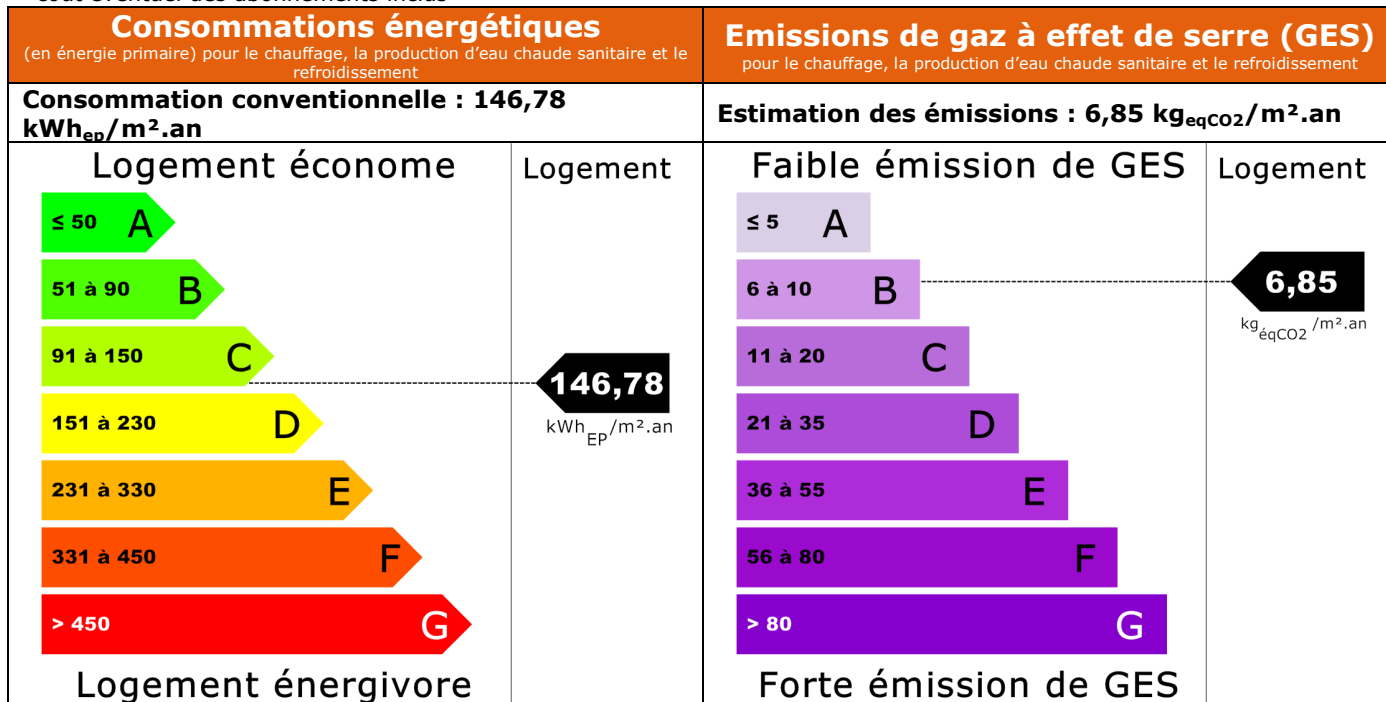 coût éventuel des abonnements inclus
Consommations énergétiques
(en énergie primaire) pour le chauffage, la production d'eau chaude sanitaire et le
refroidissement
Emissions de gaz à effet de serre (GES)
pour le chauffage, la production d'eau chaude sanitaire et le refroidissement
Consommation conventionnelle : 146,78
kWhep/m².an
Estimation des émissions : 6,85 kgeqCO2/m².an
Logement économe
Logement
≤ 50 A
51 à 90 B
91 à 150 C
146,78
kWhEP/m².an
151 à 230 D
231 à 330 E
331 à 450 F
> 450 G
Logement énergivore
Faible émission de GES
Logement
≤ 5 A
6 à 10 B
6,85
kgéqCO2/m².an
11 à 20 C
21 à 35 D
36 à 55 E
56 à 80 F
> 80 G
Forte émission de GES